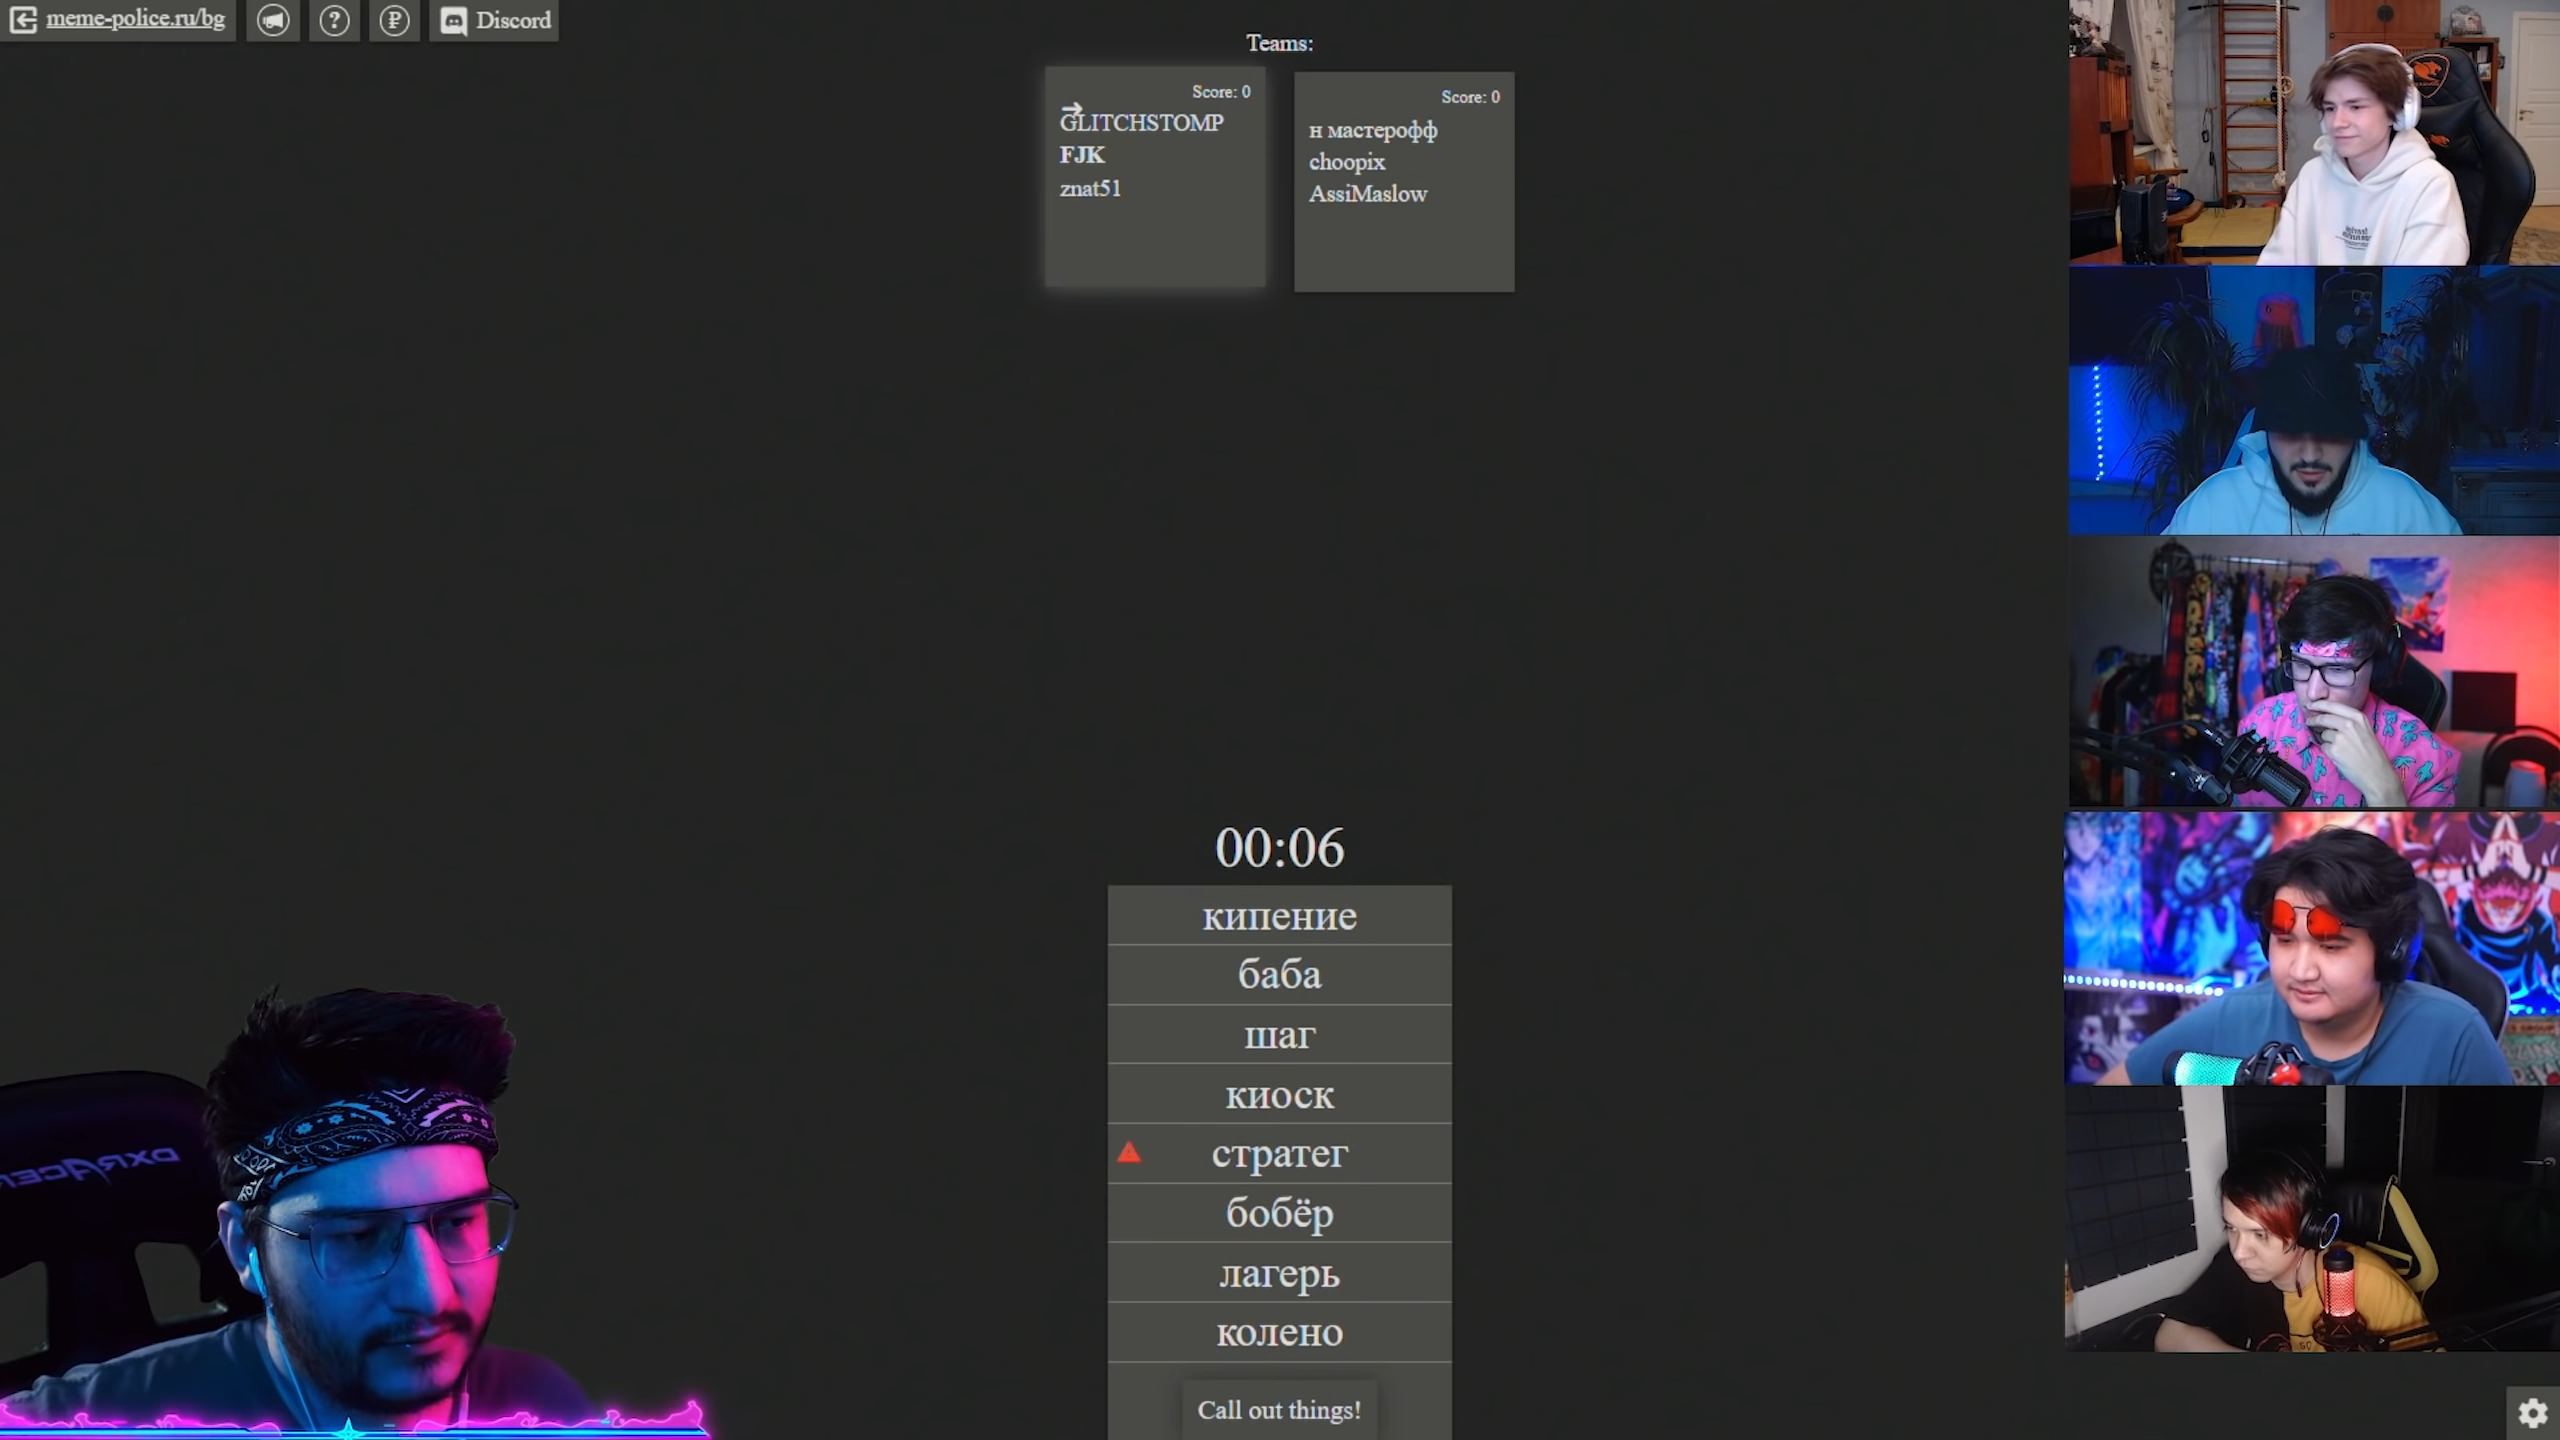 meme-police.ru/bg
?
₽
Discord
Teams:
Score: 0
GLITCHSTOMP
FJK
znat51
Score: 0
н мастерофф
choopix
AssiMaslow
00:06
кипение
баба
шаг
киоск
стратег
бобёр
лагерь
колено
Call out things!
DXRACER